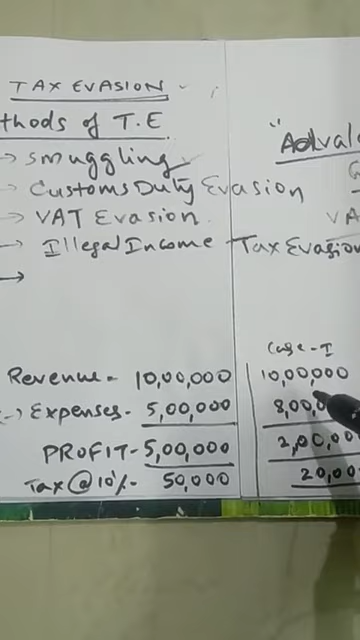 TAX EVASION
thods of T.E
→ Smuggling
→ Customs Duty Evasion
→ VAT Evasion
→ Illegal Income Tax Evasion
→
"Advalo
VA
Case-I
Revenue = 10,00,000 10,00,000
(-) Expenses - 5,00,000 8,00,0
PROFIT - 5,00,000 2,00,00
Tax @ 10% - 50,000 20,00